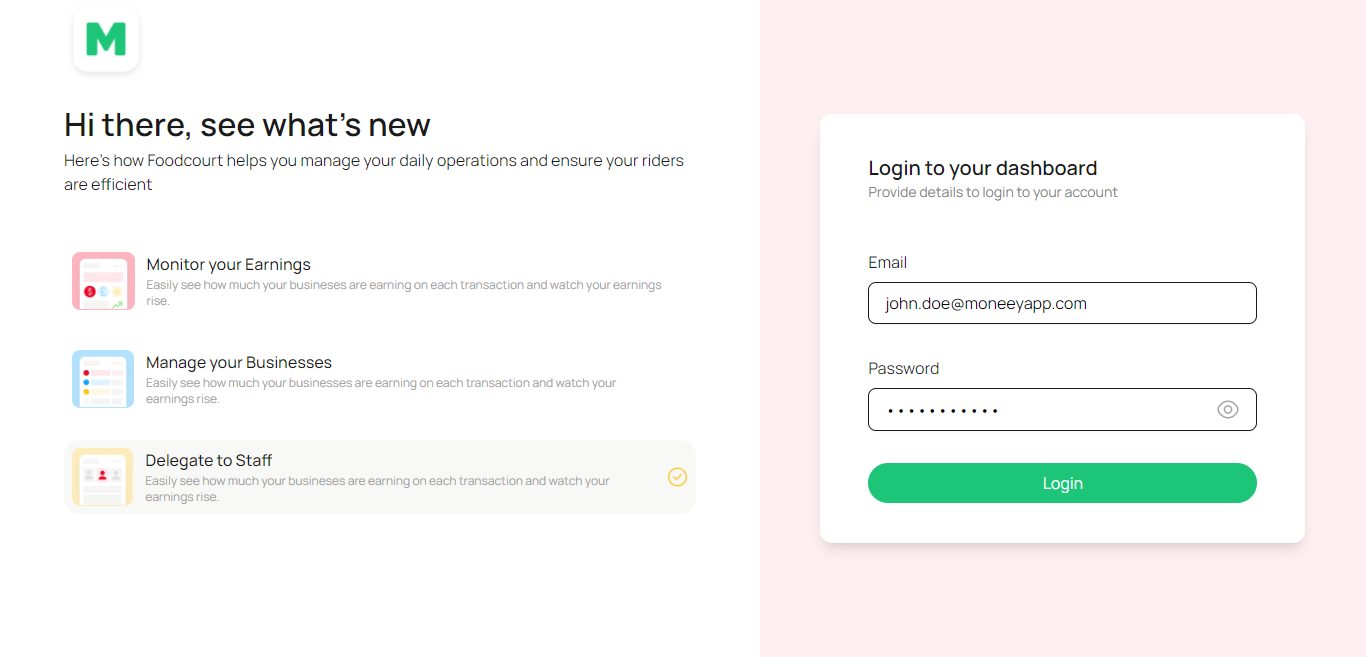 M
Hi there, see what's new
Here's how Foodcourt helps you manage your daily operations and ensure your riders
are efficient
Monitor your Earnings
Easily see how much your busineses are earning on each transaction and watch your earnings
rise.
Manage your Businesses
Easily see how much your businesses are earning on each transaction and watch your
earnings rise.
Delegate to Staff
Easily see how much your busineses are earning on each transaction and watch your
earnings rise.
Login to your dashboard
Provide details to login to your account
Email
john.doe@moneeyapp.com
Password
•••••••••••
Login